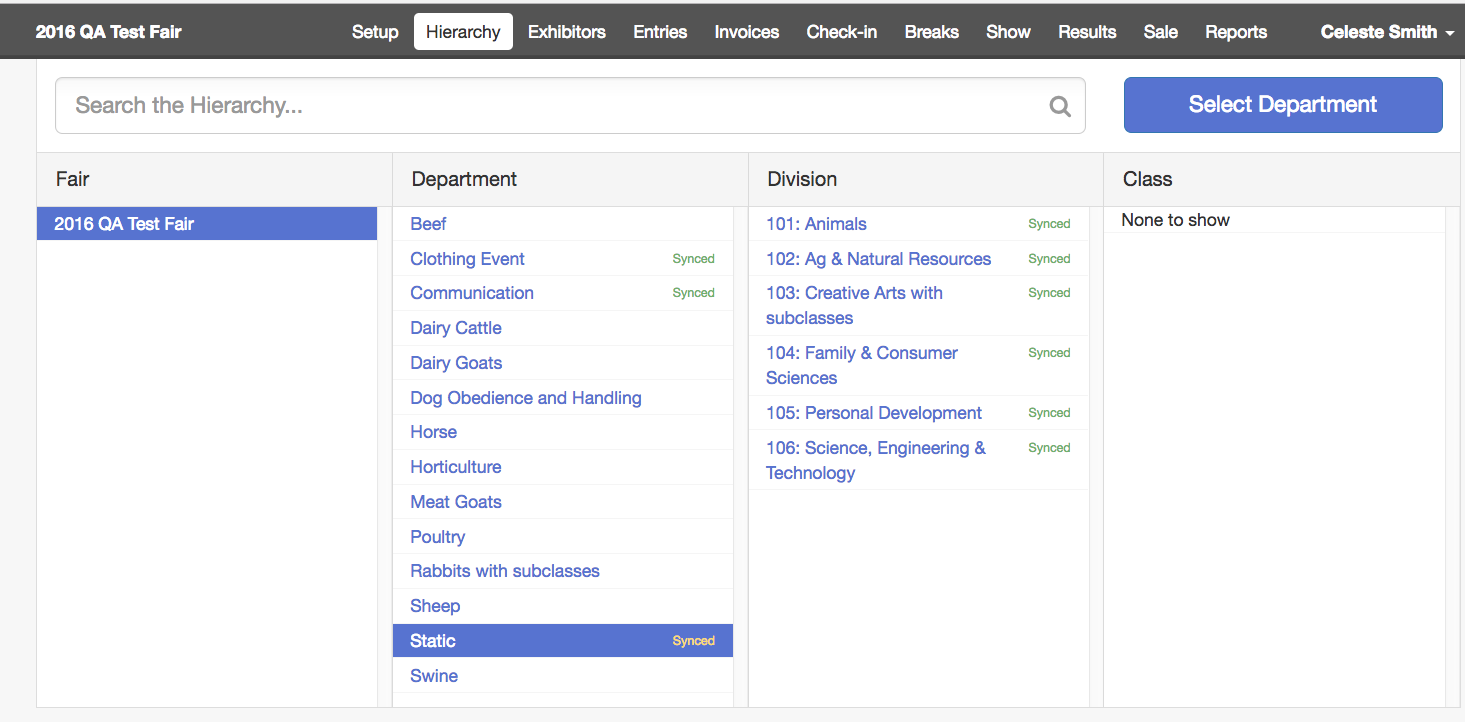 2016 QA Test Fair Setup Hierarchy Exhibitors Entries Invoices Check-in Breaks Show Results Sale Reports Celeste Smith
Search the Hierarchy... Select Department
Fair Department Division Class
2016 QA Test Fair
Beef
Clothing Event Synced
Communication Synced
Dairy Cattle
Dairy Goats
Dog Obedience and Handling
Horse
Horticulture
Meat Goats
Poultry
Rabbits with subclasses
Sheep
Static Synced
Swine
101: Animals Synced
102: Ag & Natural Resources Synced
103: Creative Arts with Synced
subclasses
104: Family & Consumer Synced
Sciences
105: Personal Development Synced
106: Science, Engineering & Synced
Technology
None to show